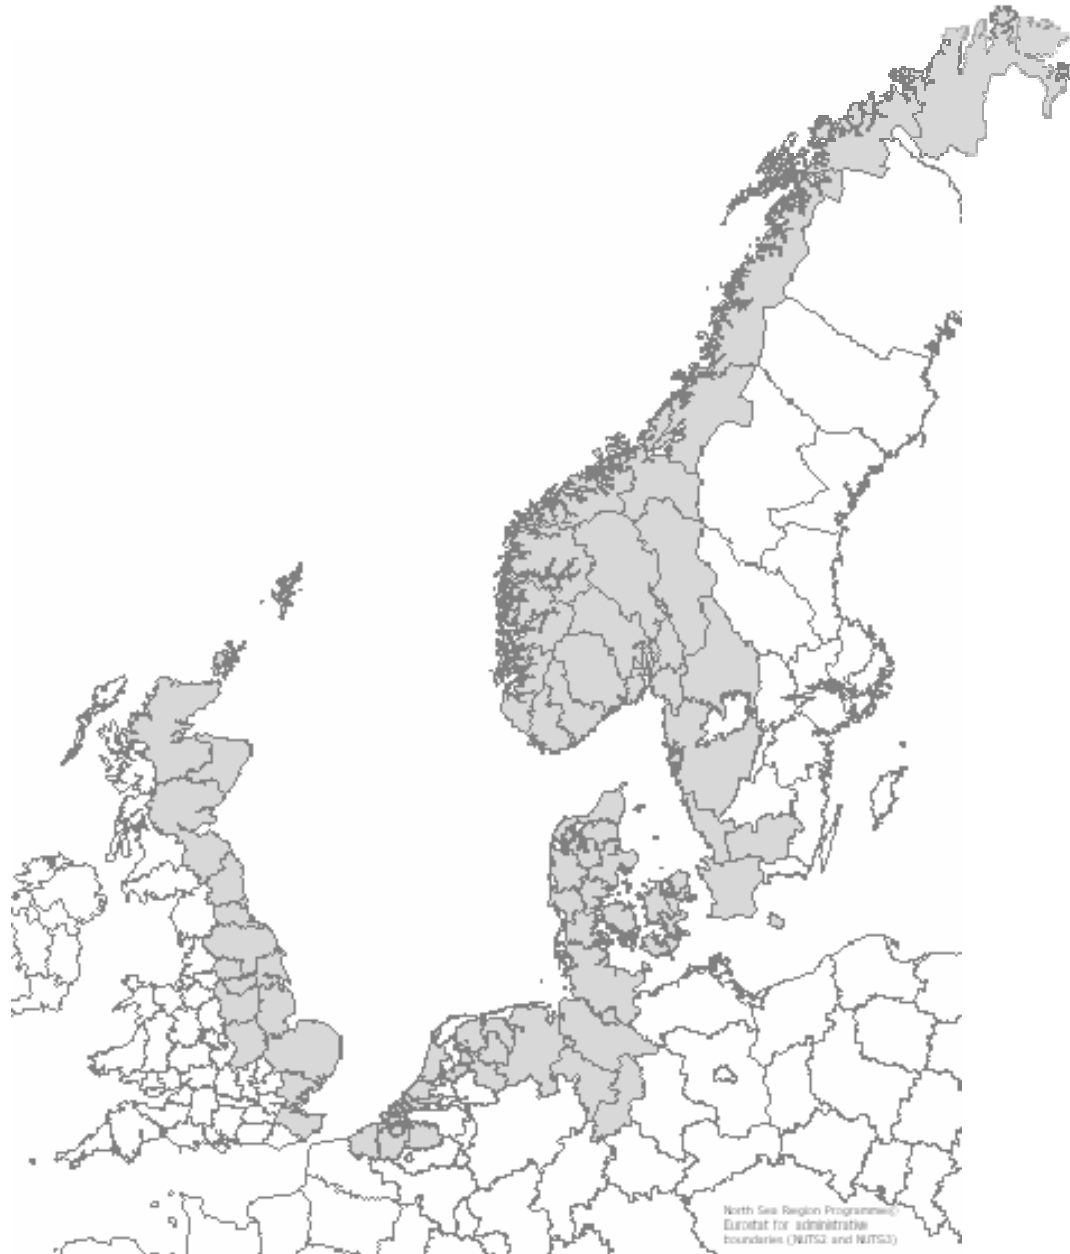 North Sea Region Programme©
Eurostat for administrative
boundaries (NUTS2 and NUTS3)